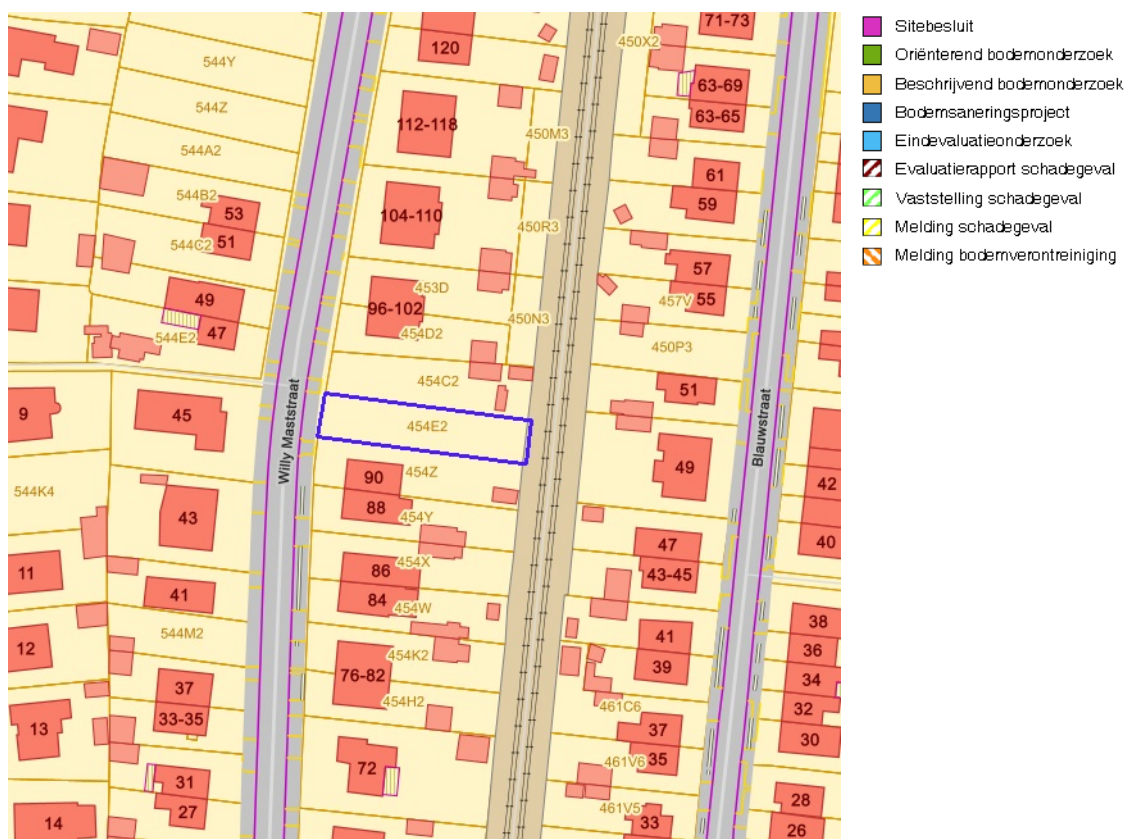 120
71-73
450X2
544Y
63-69
544Z
63-65
112-118
450M3
544A2
61
544B2
59
53
104-110
51
450R3
544C2
57
453D
49
55
457V
96-102
450N3
47
454D2
544E2
450P3
454C2
51
9
45
454E2
Willy Maststraat
Blauwstraat
49
454Z
90
42
544K4
88
43
454Y
47
40
86
454X
43-45
11
84
41
454W
38
544M2
41
36
12
454K2
39
34
76-82
37
454H2
32
461C6
33-35
37
13
30
35
461V6
72
31
28
27
461V5
14
33
26
Sitebesluit
Oriënterend bodemonderzoek
Beschrijvend bodemonderzoek
Bodemsaneringsproject
Eindevaluatieonderzoek
Evaluatierapport schadegeval
Vaststelling schadegeval
Melding schadegeval
Melding bodemverontreiniging